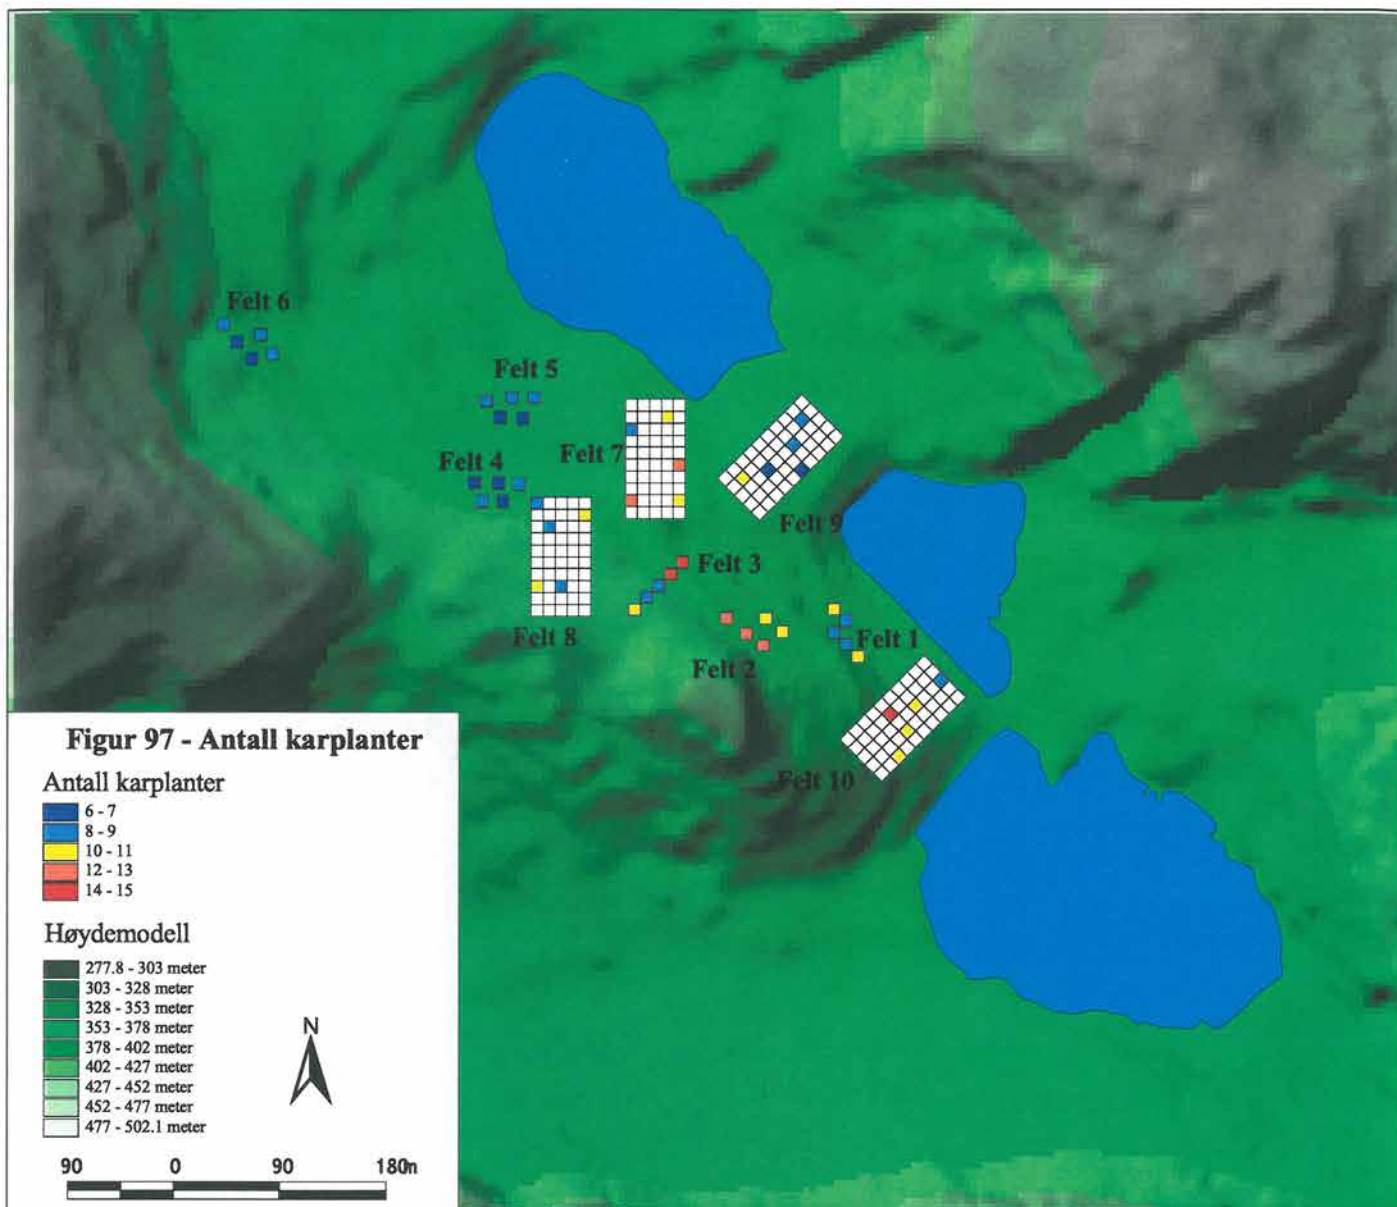 Felt 6
Felt 5
Felt 7
Felt 4
Felt 9
Felt 3
Felt 8
Felt 1
Felt 2
Felt 10
Figur 97 - Antall karplanter
Antall karplanter
6 - 7
8 - 9
10 - 11
12 - 13
14 - 15
Høydemodell
277.8 - 303 meter
303 - 328 meter
328 - 353 meter
353 - 378 meter
378 - 402 meter
402 - 427 meter
427 - 452 meter
452 - 477 meter
477 - 502.1 meter
N
90 0 90 180m